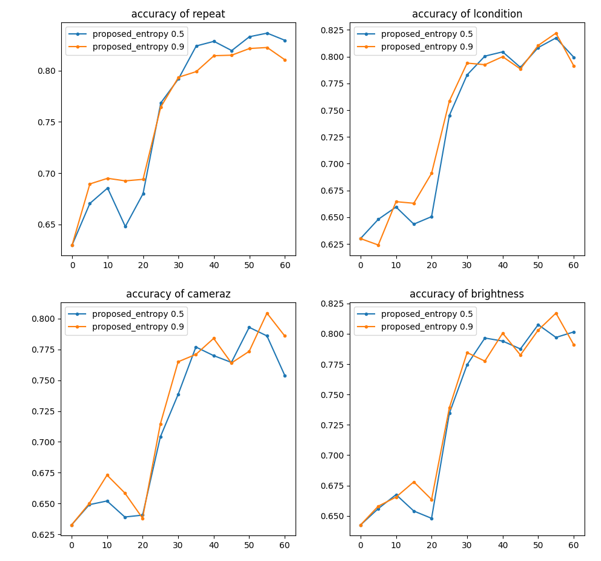 accuracy of repeat
proposed_entropy 0.5
proposed_entropy 0.9
0.80
0.75
0.70
0.65
0 10 20 30 40 50 60
accuracy of lcondition
proposed_entropy 0.5
proposed_entropy 0.9
0.825
0.800
0.775
0.750
0.725
0.700
0.675
0.650
0.625
0 10 20 30 40 50 60
accuracy of cameraz
proposed_entropy 0.5
proposed_entropy 0.9
0.800
0.775
0.750
0.725
0.700
0.675
0.650
0.625
0 10 20 30 40 50 60
accuracy of brightness
proposed_entropy 0.5
proposed_entropy 0.9
0.825
0.800
0.775
0.750
0.725
0.700
0.675
0.650
0 10 20 30 40 50 60